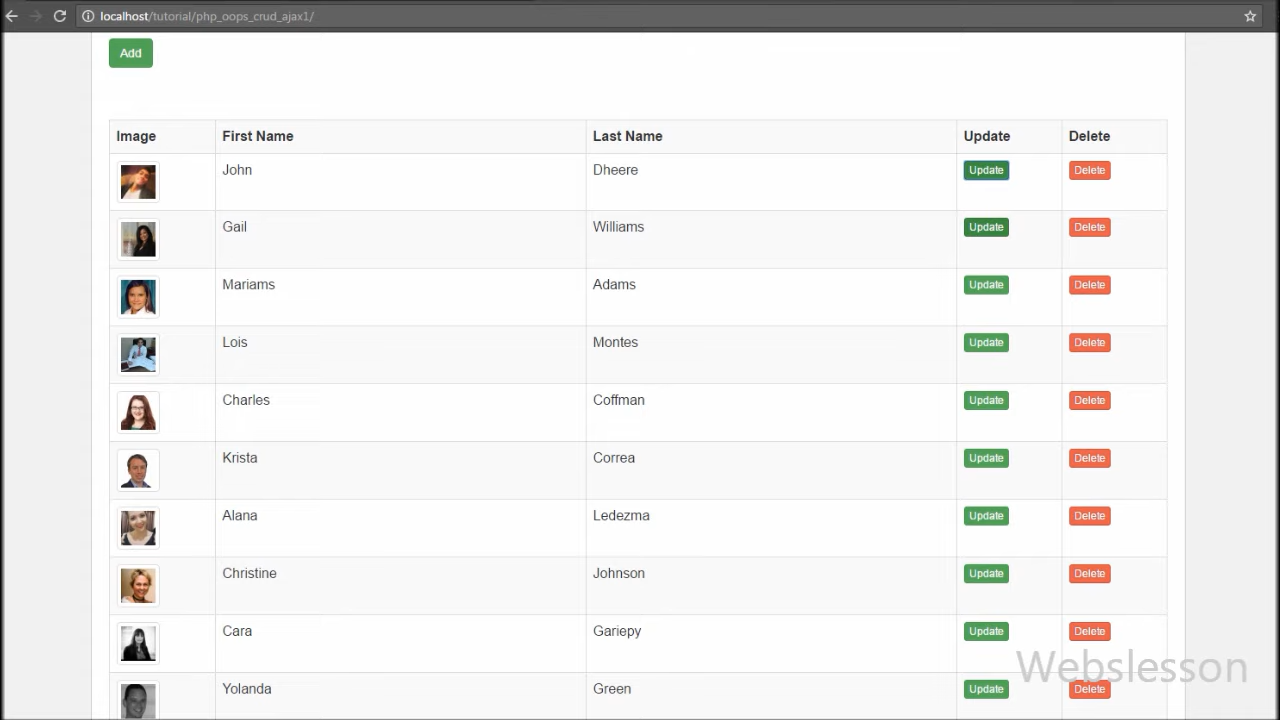 localhost/tutorial/php_oops_crud_ajax1/
Add
Image First Name Last Name Update Delete
John Dheere Update Delete
Gail Williams Update Delete
Mariams Adams Update Delete
Lois Montes Update Delete
Charles Coffman Update Delete
Krista Correa Update Delete
Alana Ledezma Update Delete
Christine Johnson Update Delete
Cara Gariepy Update Delete
Webslesson
Yolanda Green Update Delete